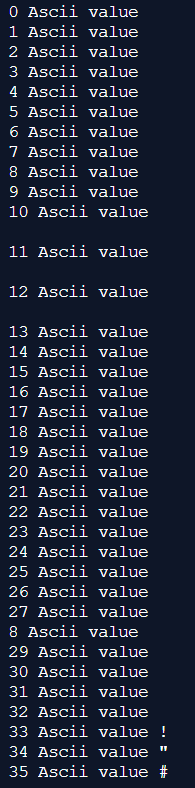 0 Ascii value
1 Ascii value
2 Ascii value
3 Ascii value
4 Ascii value
5 Ascii value
6 Ascii value
7 Ascii value
8 Ascii value
9 Ascii value
10 Ascii value
11 Ascii value
12 Ascii value
13 Ascii value
14 Ascii value
15 Ascii value
16 Ascii value
17 Ascii value
18 Ascii value
19 Ascii value
20 Ascii value
21 Ascii value
22 Ascii value
23 Ascii value
24 Ascii value
25 Ascii value
26 Ascii value
27 Ascii value
8 Ascii value
29 Ascii value
30 Ascii value
31 Ascii value
32 Ascii value
33 Ascii value !
34 Ascii value "
35 Ascii value #